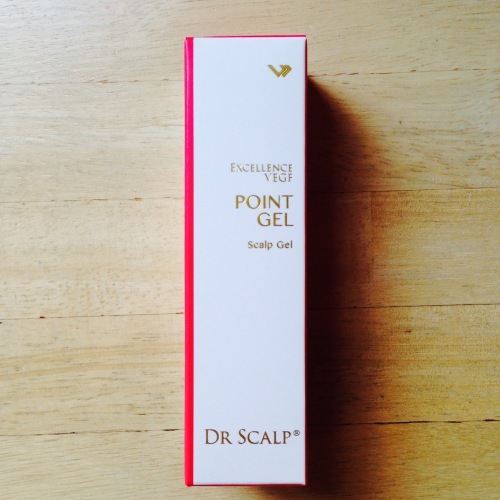 EXCELLENCE
VEGF
POINT
GEL
Scalp Gel
DR SCALP®